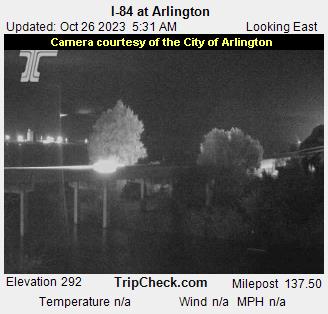 I-84 at Arlington
Updated: Oct 26 2023 5:31 AM Looking East
Camera courtesy of the City of Arlington
Elevation 292 TripCheck.com Milepost 137.50
Temperature n/a Wind n/a MPH n/a